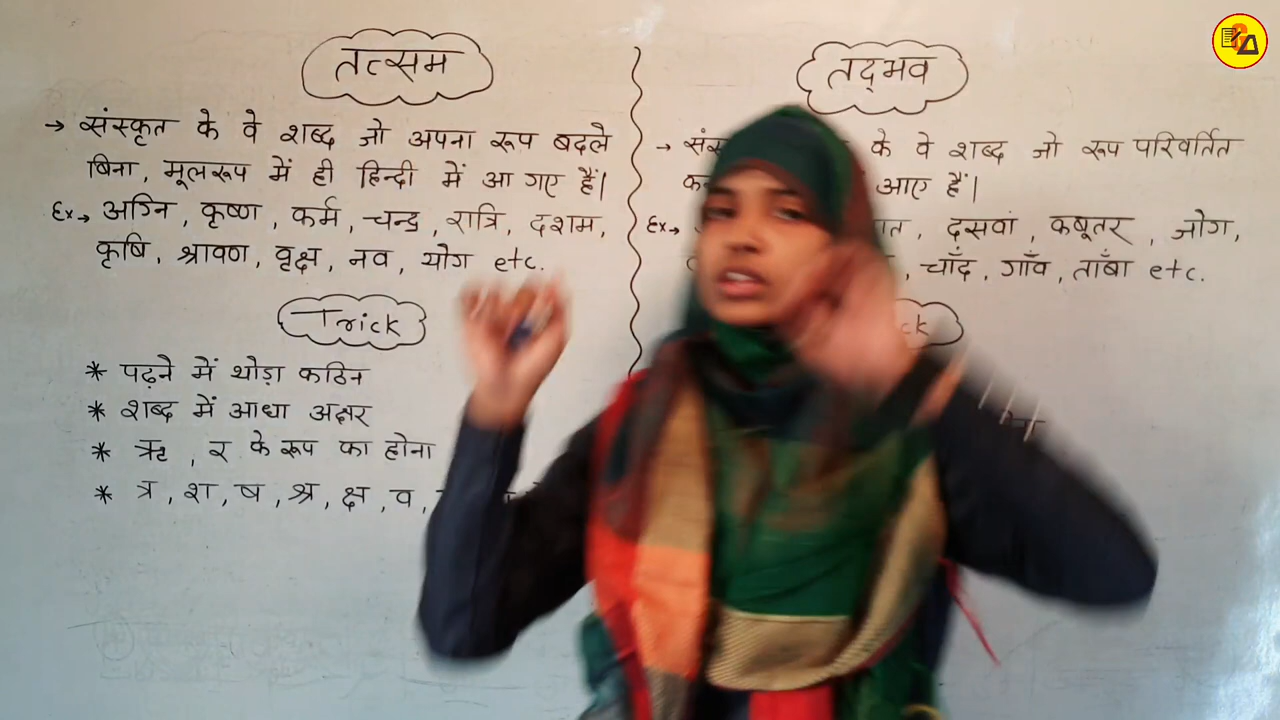 तत्सम
→ संस्कृत के वे शब्द जो अपना रूप बदले
बिना, मूलरूप में ही हिन्दी में आ गए हैं।
Ex→ अग्नि, कृष्ण, कर्म, चन्द्र, रात्रि, दशम,
कृषि, श्रावण, वृक्ष, नव, योग etc.
Trick
* पढ़ने में थोड़ा कठिन
* शब्द में आधा अक्षर
* ऋ, र के रूप का होना
* त्र, श, ष, श्र, क्ष, व,
तद्‌भव
→ के वे शब्द जो रूप परिवर्तित
आए हैं।
Ex→ दसवां, कबूतर, जोग,
, चाँद, गाँव, ताँबा etc.